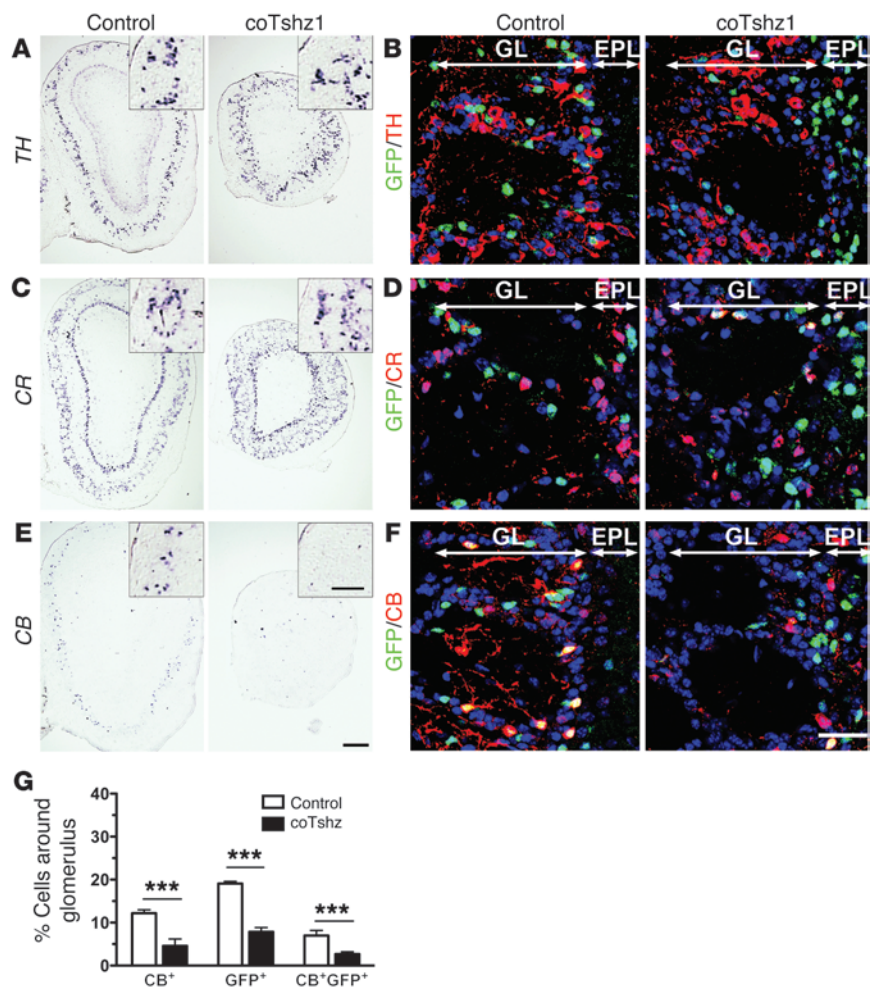 Control
coTshz1
Control
coTshz1
A
TH
B
GFP/TH
GL
EPL
GL
EPL
C
CR
D
GFP/CR
GL
EPL
GL
EPL
E
CB
F
GFP/CB
GL
EPL
GL
EPL
G
% Cells around
glomerulus
40
30
20
10
0
Control
coTshz
***
***
***
CB⁺
GFP⁺
CB⁺GFP⁺